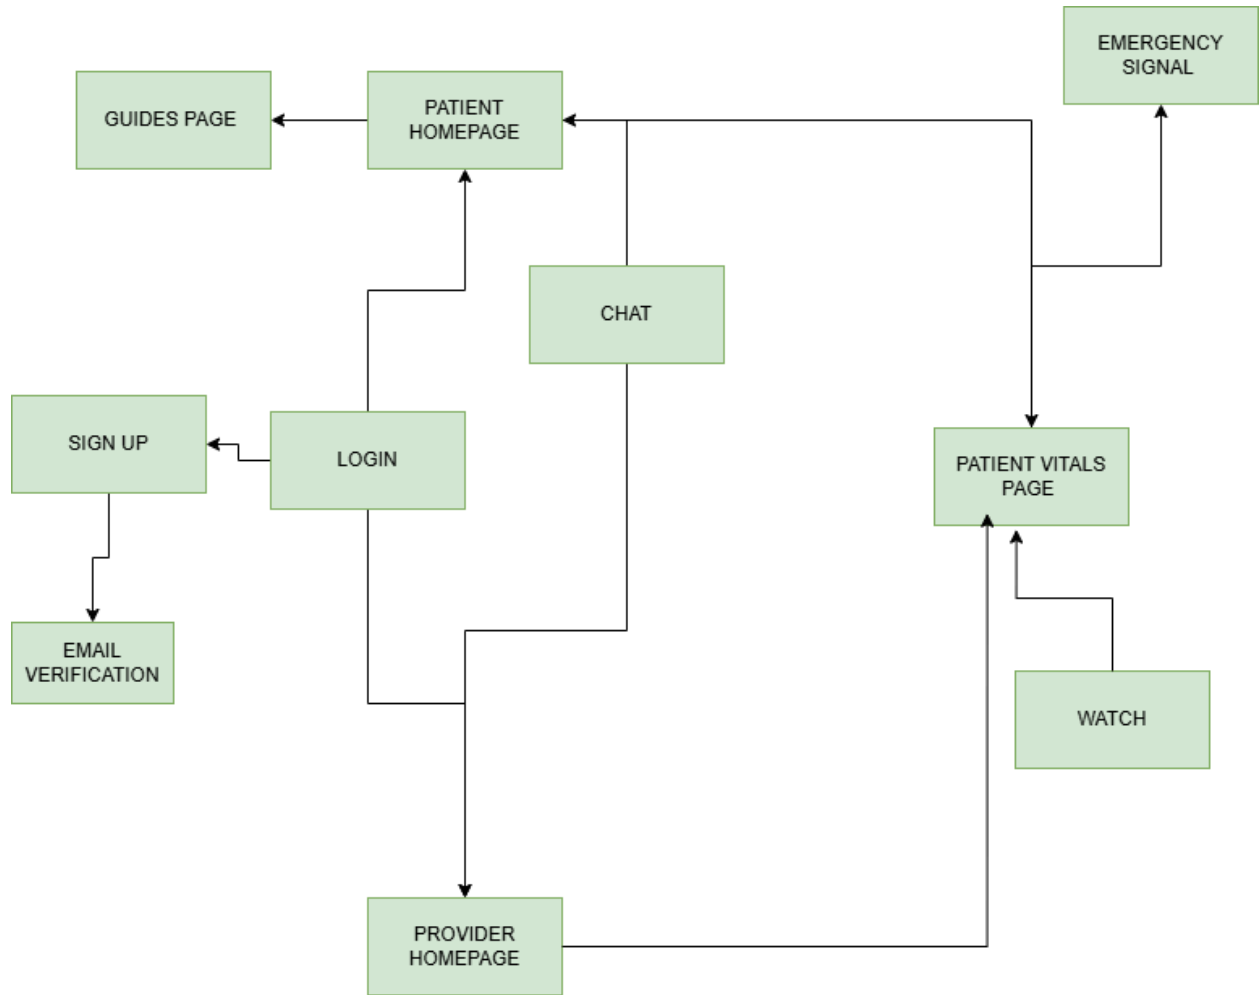 EMERGENCY
SIGNAL
GUIDES PAGE
PATIENT
HOMEPAGE
CHAT
SIGN UP
LOGIN
PATIENT VITALS
PAGE
EMAIL
VERIFICATION
WATCH
PROVIDER
HOMEPAGE